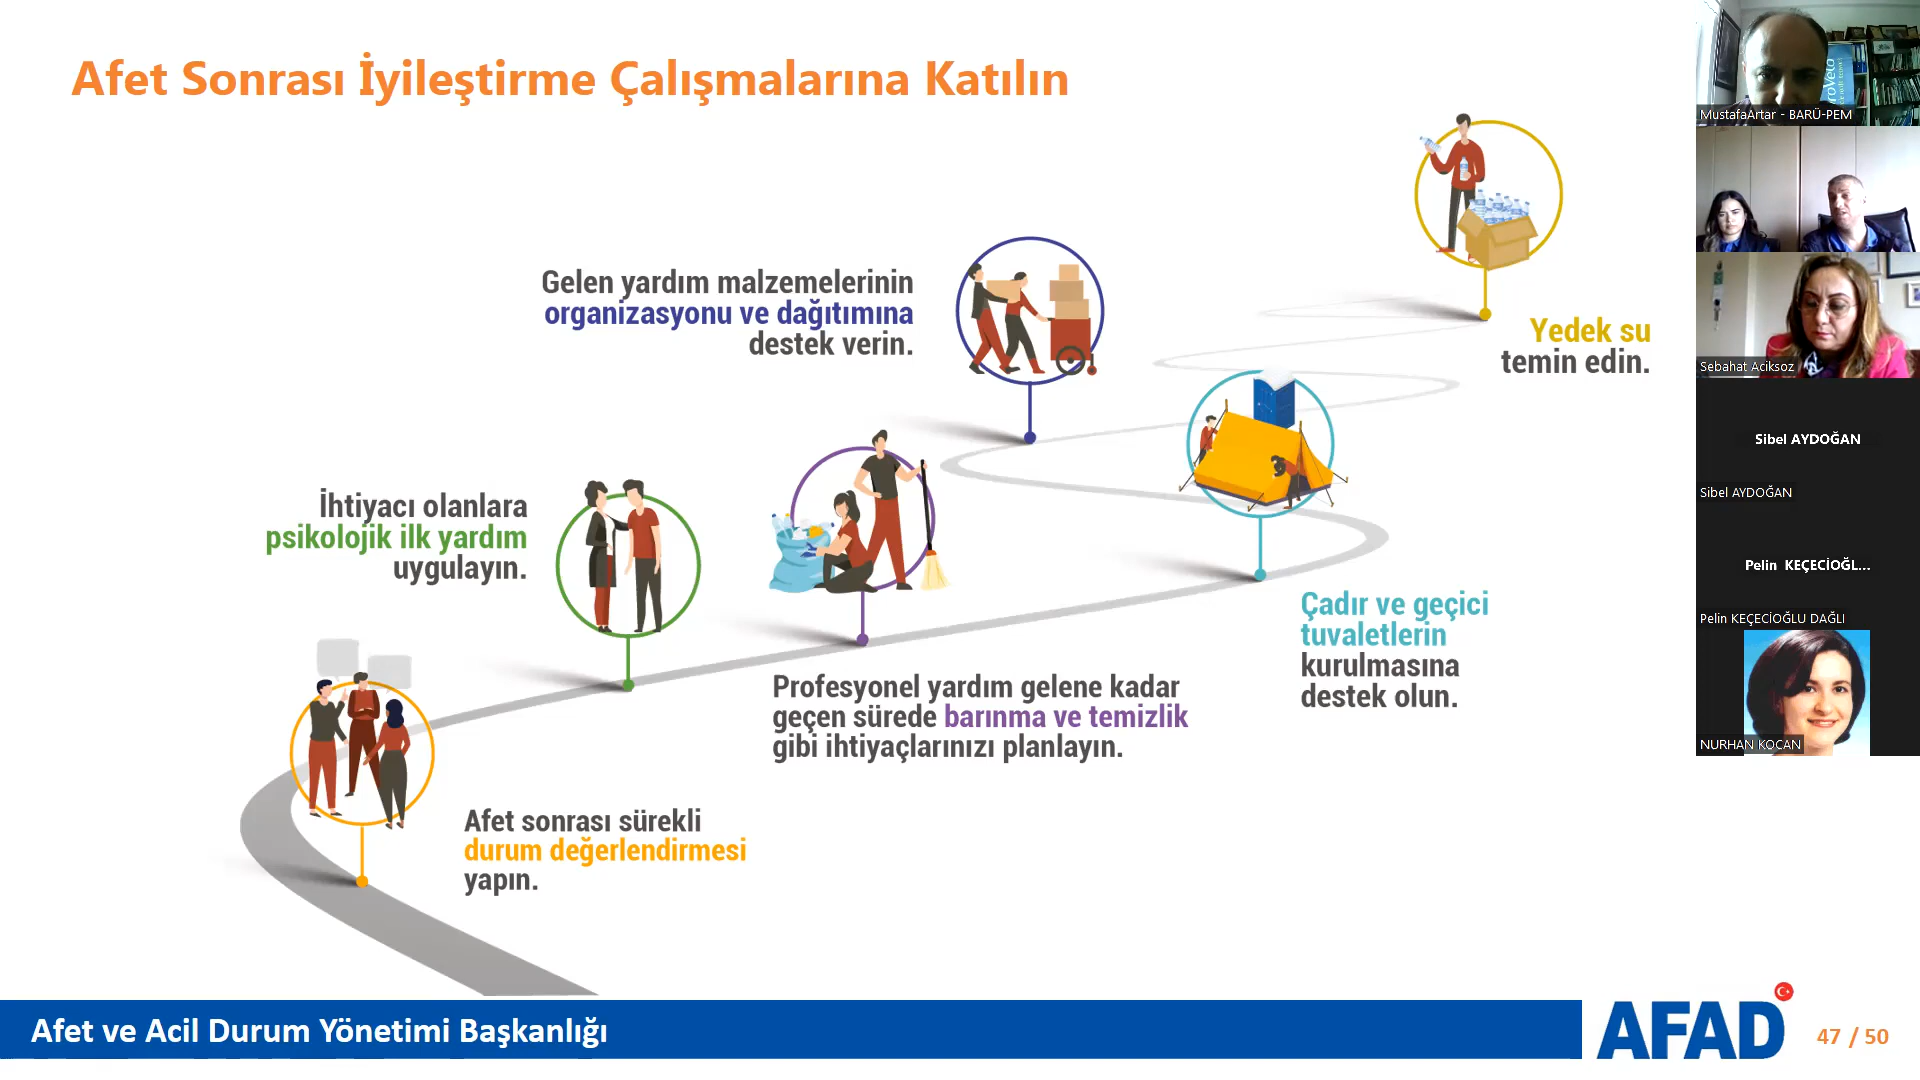 Afet Sonrası İyileştirme Çalışmalarına Katılın
Gelen yardım malzemelerinin
organizasyonu ve dağıtımına
destek verin.
Yedek su
temin edin.
İhtiyacı olanlara
psikolojik ilk yardım
uygulayın.
Çadır ve geçici
tuvaletlerin
kurulmasına
destek olun.
Profesyonel yardım gelene kadar
geçen sürede barınma ve temizlik
gibi ihtiyaçlarınızı planlayın.
Afet sonrası sürekli
durum değerlendirmesi
yapın.
Afet ve Acil Durum Yönetimi Başkanlığı
AFAD
47 / 50
MustafaArtar - BARÜ-PEM
Sebahat Aciksoz
Sibel AYDOĞAN
Sibel AYDOĞAN
Pelin KEÇECİOĞL...
Pelin KEÇECİOĞLU DAĞLI
NURHAN KOCAN